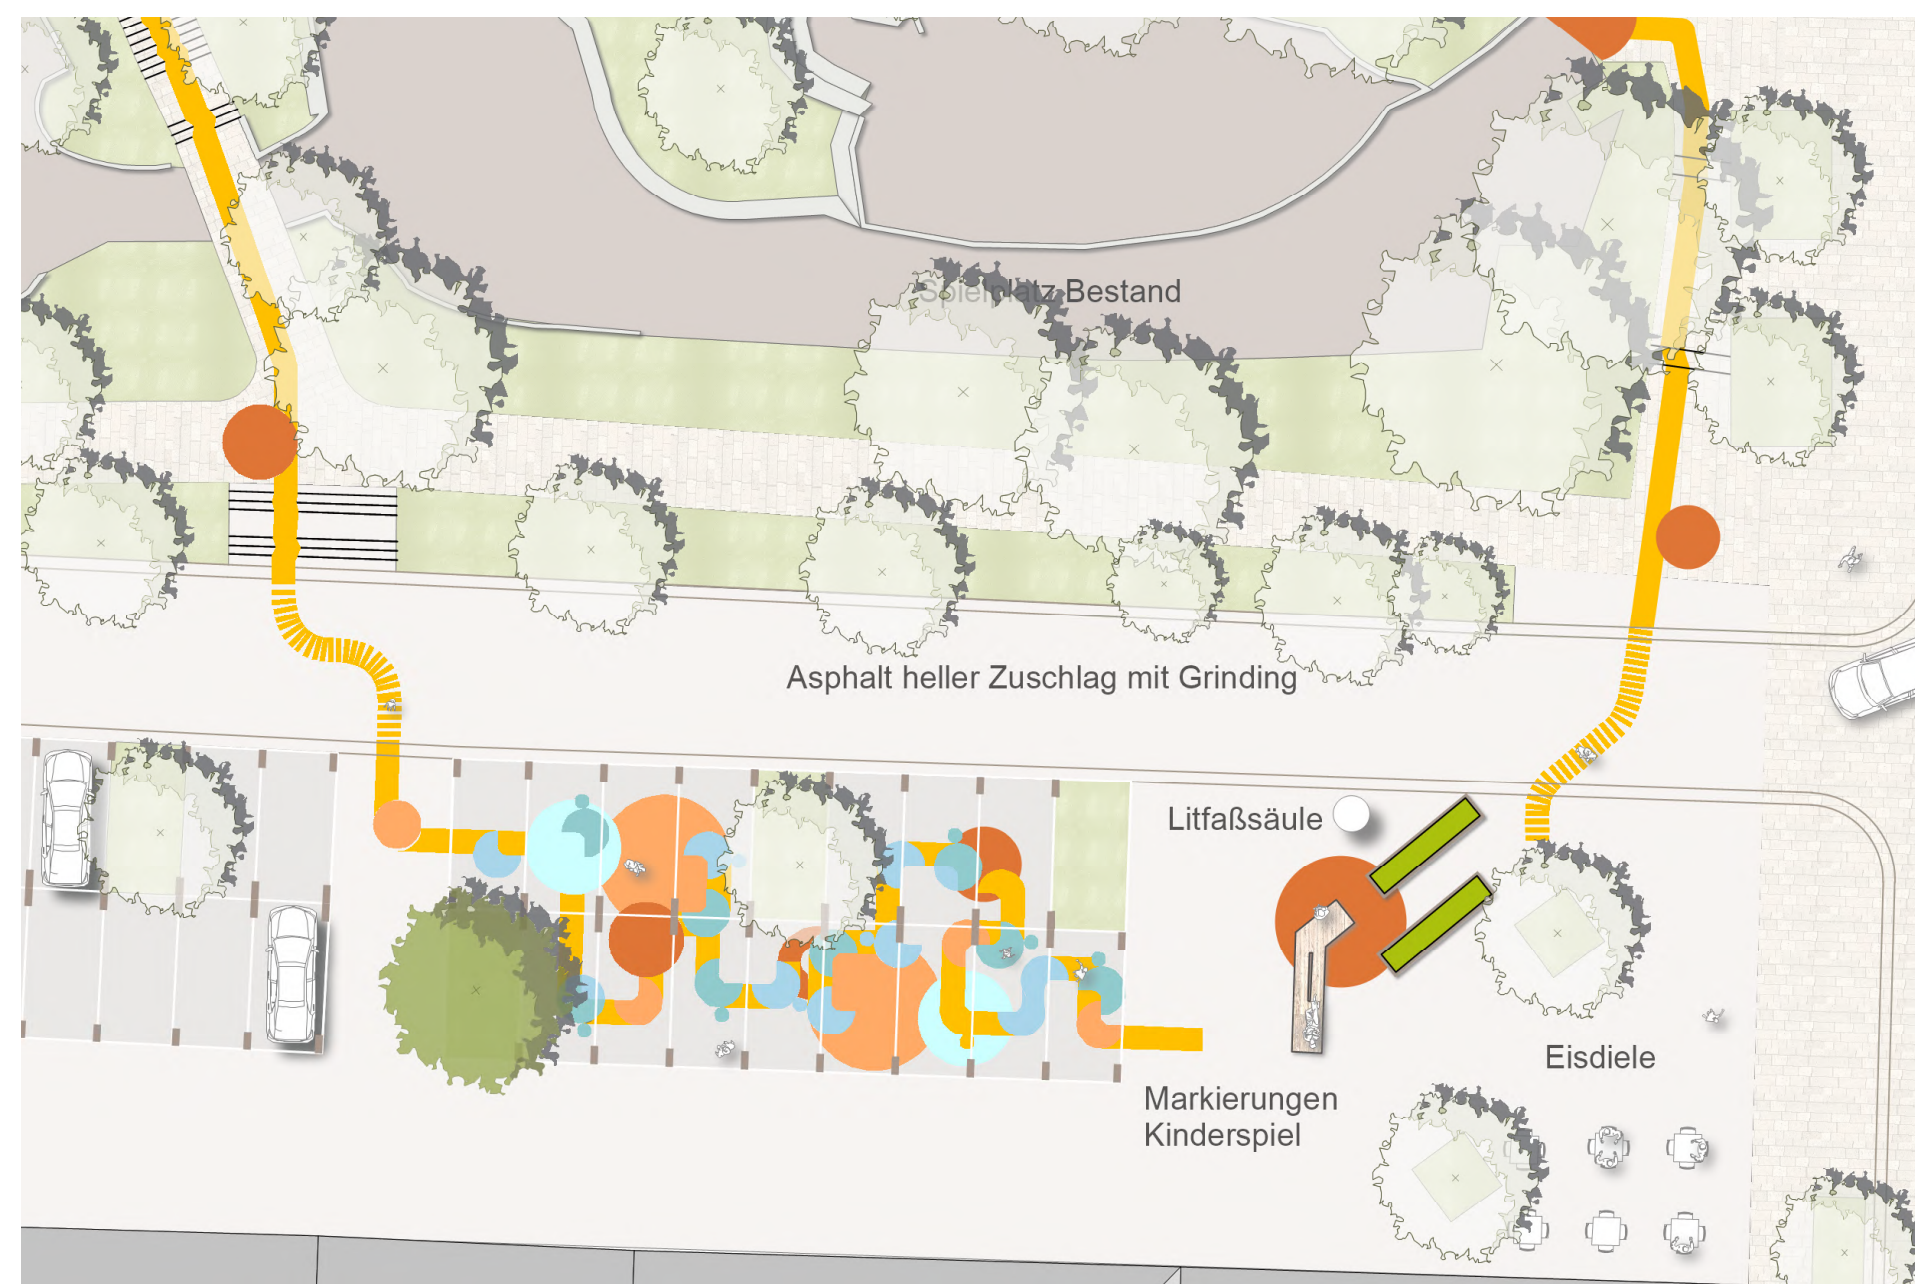 Spielplatz Bestand
Asphalt heller Zuschlag mit Grinding
Litfaßsäule
Eisdiele
Markierungen
Kinderspiel